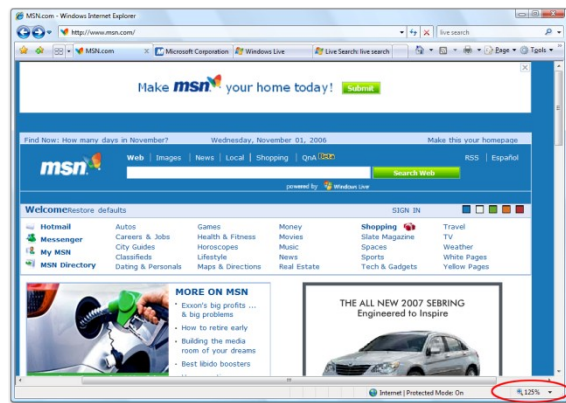 MSN.com - Windows Internet Explorer
http://www.msn.com/
live search
MSN.com
Microsoft Corporation
Windows Live
Live Search: live search
Page
Tools
Make msn your home today! Submit
Find Now: How many days in November?
Wednesday, November 01, 2006
Make this your homepage
msn
Web | Images | News | Local | Shopping | QnA Beta
RSS | Español
Search Web
powered by Windows Live
Welcome Restore defaults
SIGN IN
Hotmail
Messenger
My MSN
MSN Directory
Autos
Careers & Jobs
City Guides
Classifieds
Dating & Personals
Games
Health & Fitness
Horoscopes
Lifestyle
Maps & Directions
Money
Movies
Music
News
Real Estate
Shopping
Slate Magazine
Spaces
Sports
Tech & Gadgets
Travel
TV
Weather
White Pages
Yellow Pages
MORE ON MSN
Exxon's big profits ...
& big problems
How to retire early
Building the media
room of your dreams
Best libido boosters
THE ALL NEW 2007 SEBRING
Engineered to Inspire
Internet | Protected Mode: On
125%